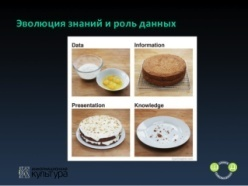 Эволюция знаний и роль данных
Data
Information
Presentation
Knowledge
культура